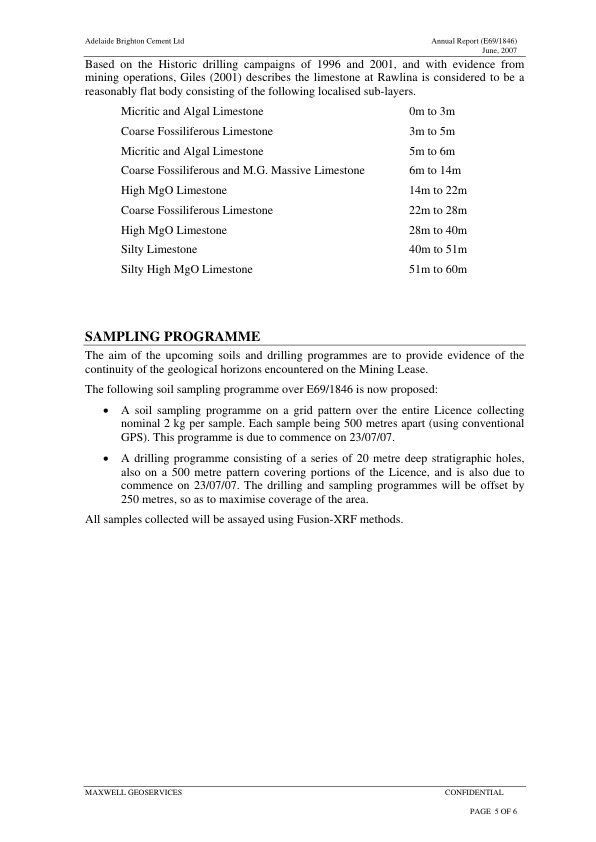 Adelaide Brighton Cement Ltd Annual Report (E69/1846)
June, 2007
Based on the Historic drilling campaigns of 1996 and 2001, and with evidence from
mining operations, Giles (2001) describes the limestone at Rawlina is considered to be a
reasonably flat body consisting of the following localised sub-layers.
Micritic and Algal Limestone 0m to 3m
Coarse Fossiliferous Limestone 3m to 5m
Micritic and Algal Limestone 5m to 6m
Coarse Fossiliferous and M.G. Massive Limestone 6m to 14m
High MgO Limestone 14m to 22m
Coarse Fossiliferous Limestone 22m to 28m
High MgO Limestone 28m to 40m
Silty Limestone 40m to 51m
Silty High MgO Limestone 51m to 60m
SAMPLING PROGRAMME
The aim of the upcoming soils and drilling programmes are to provide evidence of the
continuity of the geological horizons encountered on the Mining Lease.
The following soil sampling programme over E69/1846 is now proposed:
• A soil sampling programme on a grid pattern over the entire Licence collecting
nominal 2 kg per sample. Each sample being 500 metres apart (using conventional
GPS). This programme is due to commence on 23/07/07.
• A drilling programme consisting of a series of 20 metre deep stratigraphic holes,
also on a 500 metre pattern covering portions of the Licence, and is also due to
commence on 23/07/07. The drilling and sampling programmes will be offset by
250 metres, so as to maximise coverage of the area.
All samples collected will be assayed using Fusion-XRF methods.
MAXWELL GEOSERVICES CONFIDENTIAL
PAGE 5 OF 6